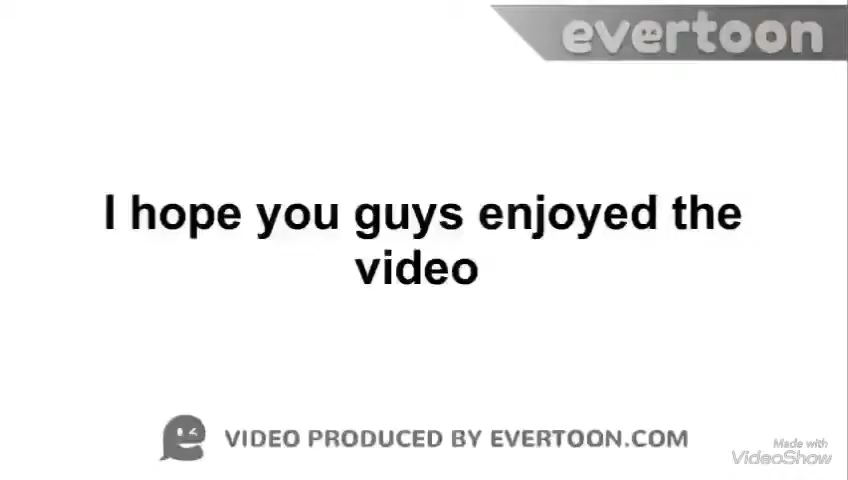 evertoon
I hope you guys enjoyed the
video
VIDEO PRODUCED BY EVERTOON.COM
Made with
VideoShow